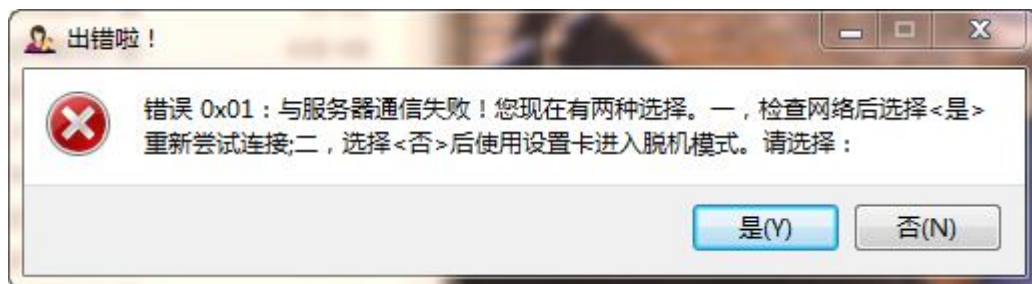 出错啦！
错误 0x01：与服务器通信失败！您现在有两种选择。一，检查网络后选择<是>
重新尝试连接;二，选择<否>后使用设置卡进入脱机模式。请选择：
是(Y) 否(N)